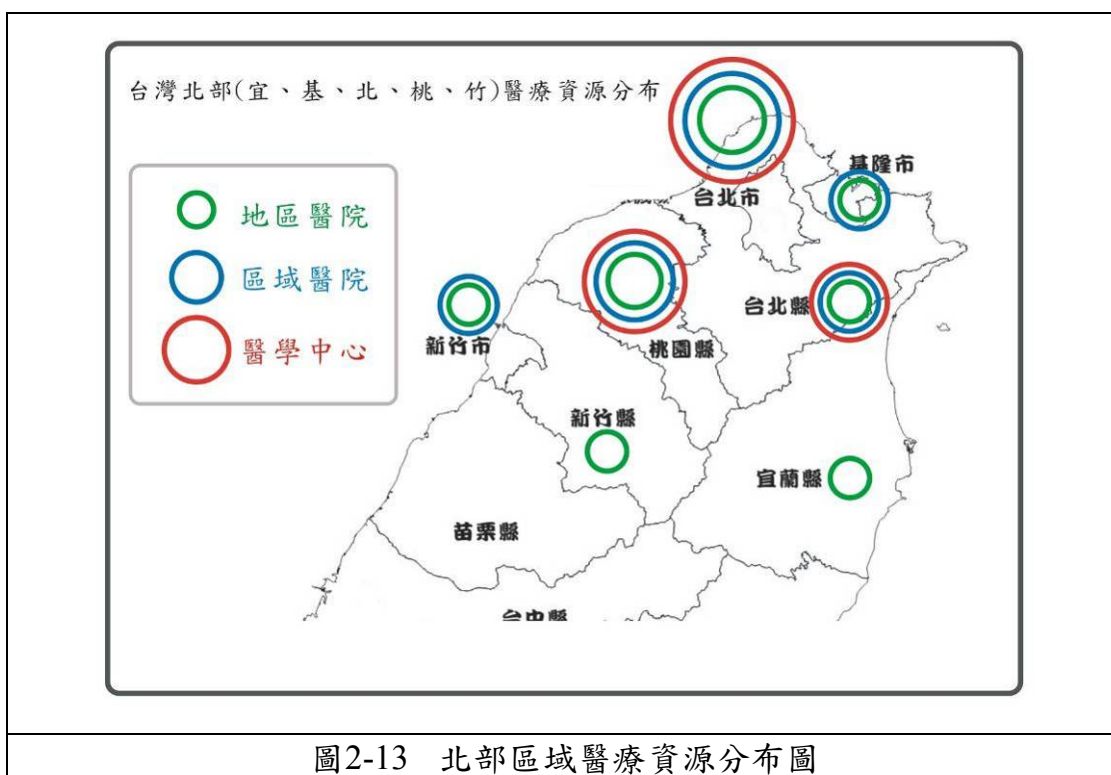 台灣北部(宜、基、北、桃、竹)醫療資源分布
地區醫院
區域醫院
醫學中心
基隆市
台北市
台北縣
新竹市
桃園縣
新竹縣
宜蘭縣
苗栗縣
台中縣
圖2-13 北部區域醫療資源分布圖